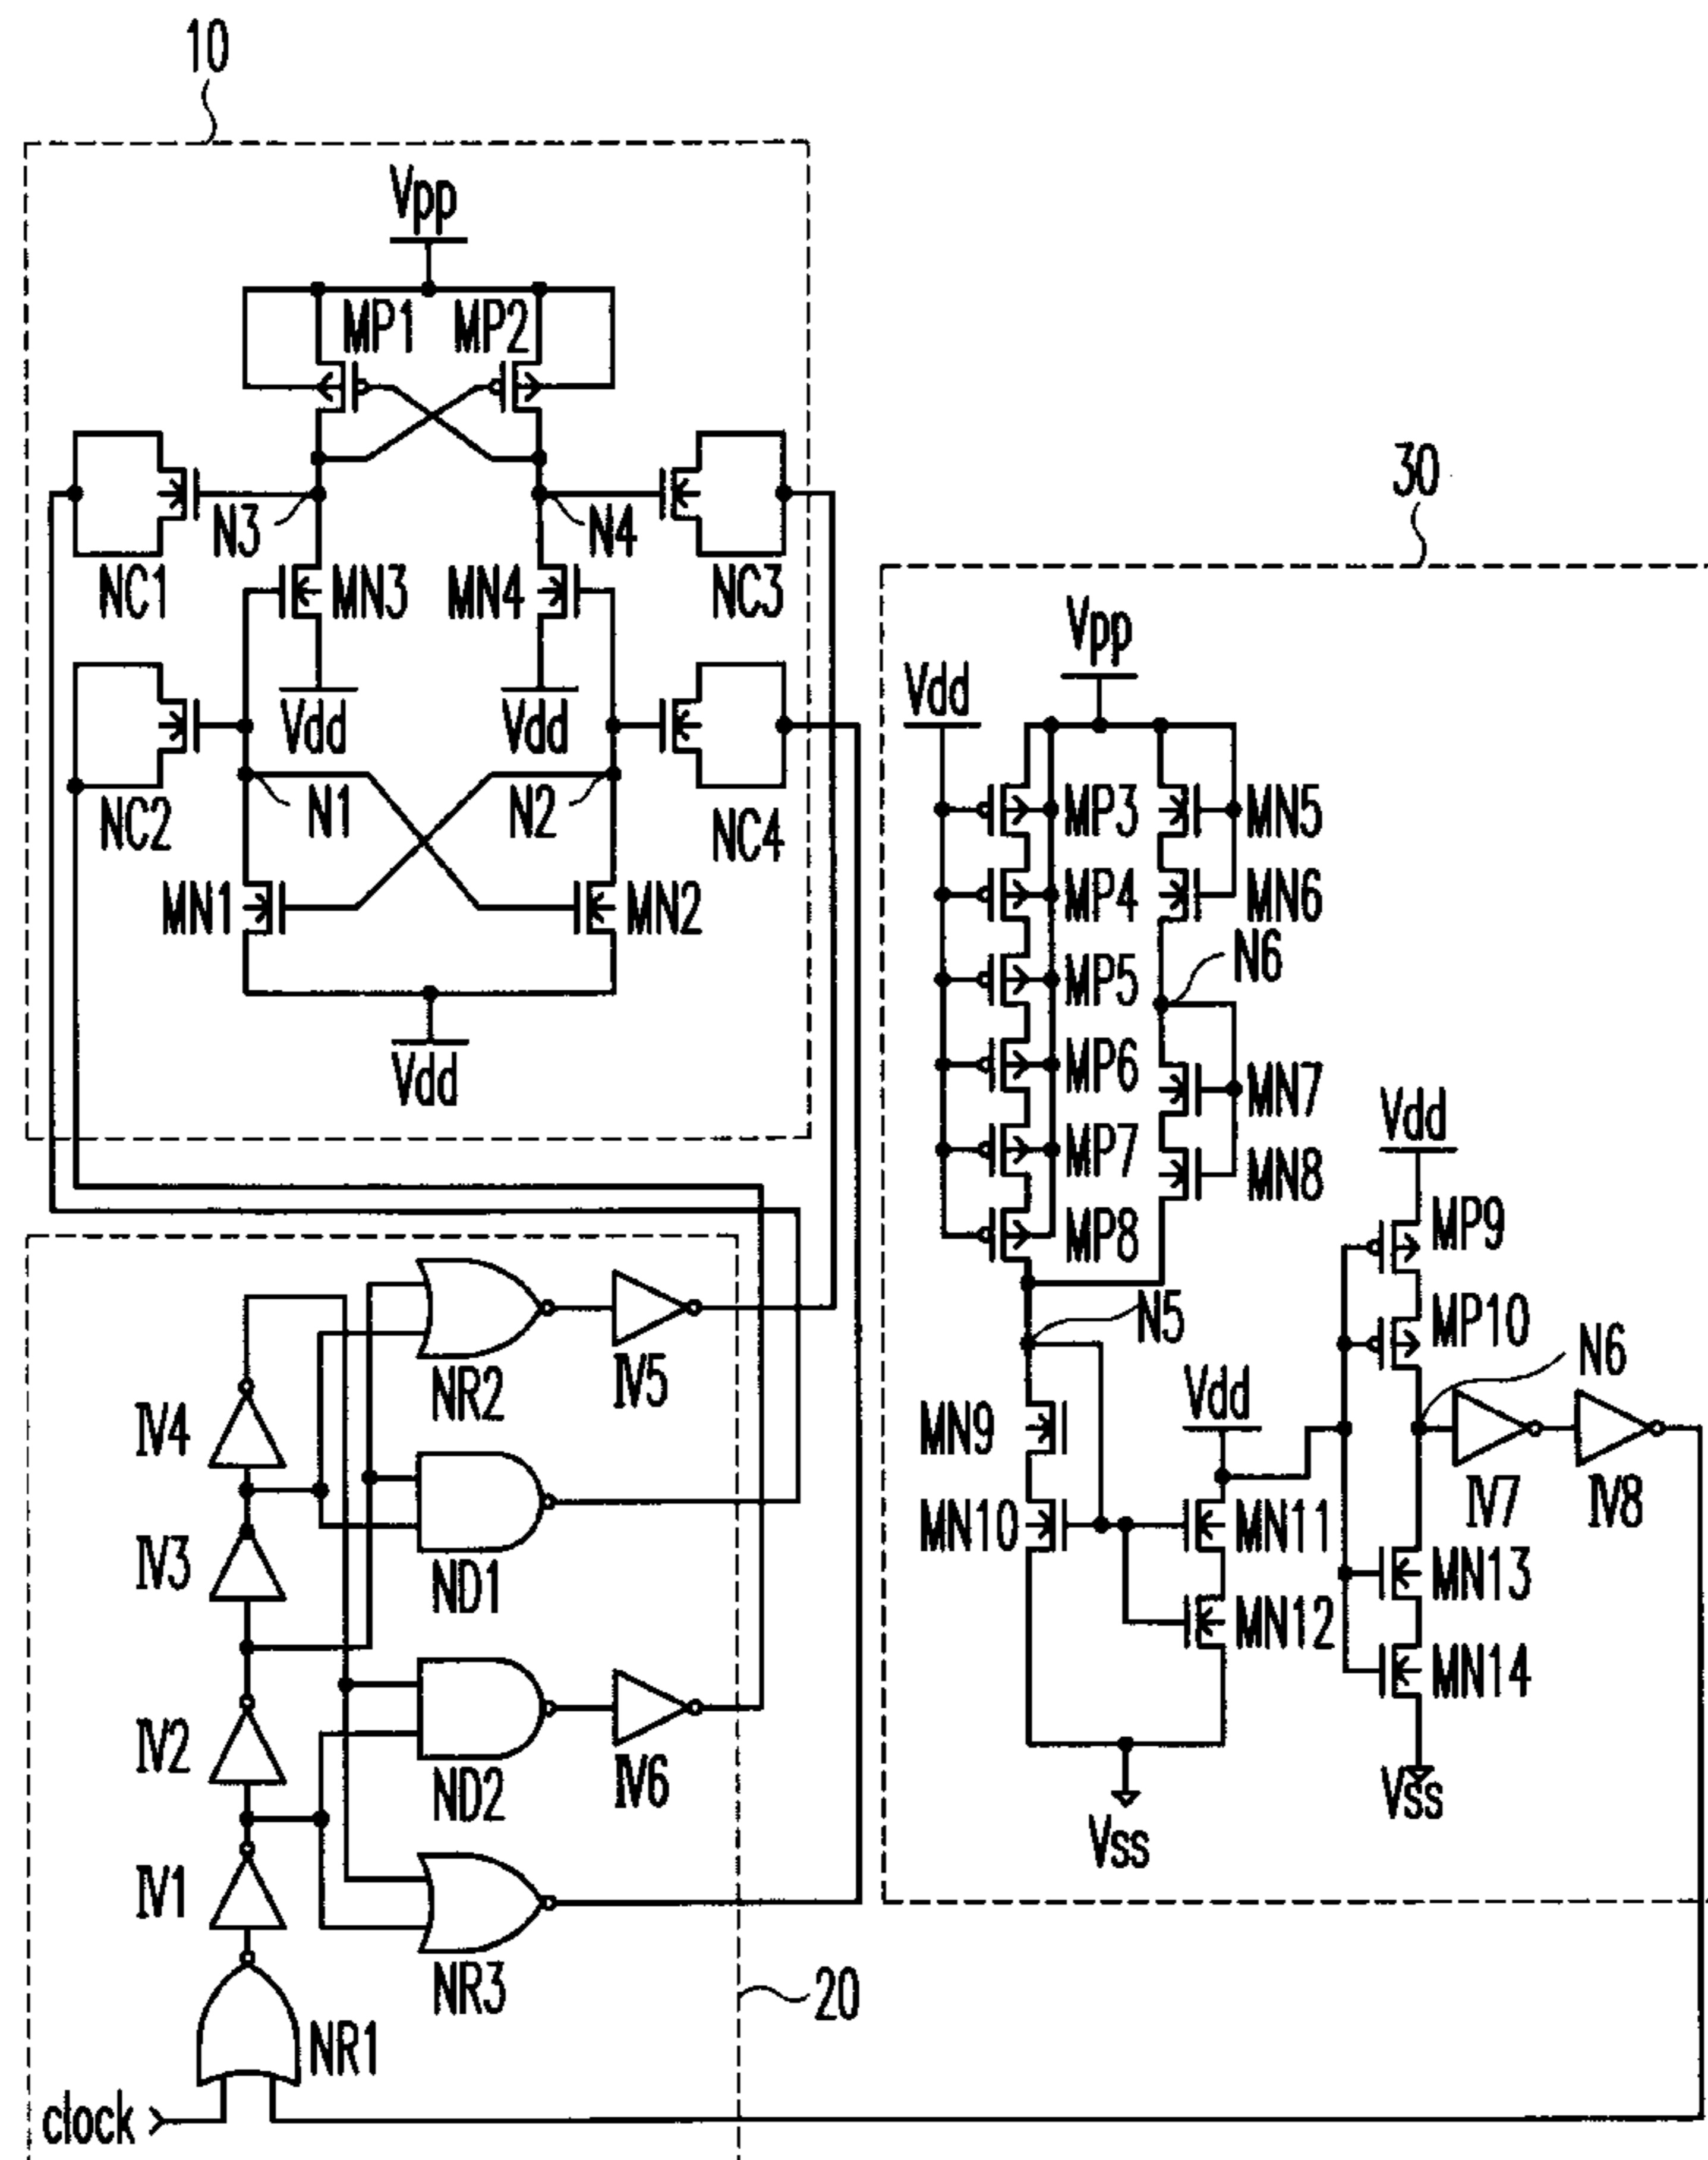 10
Vpp
MP1 MP2
N3 N4
NC1 MN3 MN4 NC3
Vdd Vdd
NC2 N1 N2 NC4
MN1 MN2
Vdd
30
Vpp
Vdd
MP3 MN5
MP4 MN6
N6
MP5
MP6 MN7
MP7 MN8
MP8
N5
Vdd
MP9
MP10
N6
MN9 Vdd
MN10 MN11
IV7 IV8
MN12 MN13
MN14
Vss
Vss
NR2 IV5
IV4
ND1
IV3
IV2
ND2 IV6
IV1
NR3
20
NR1
clock